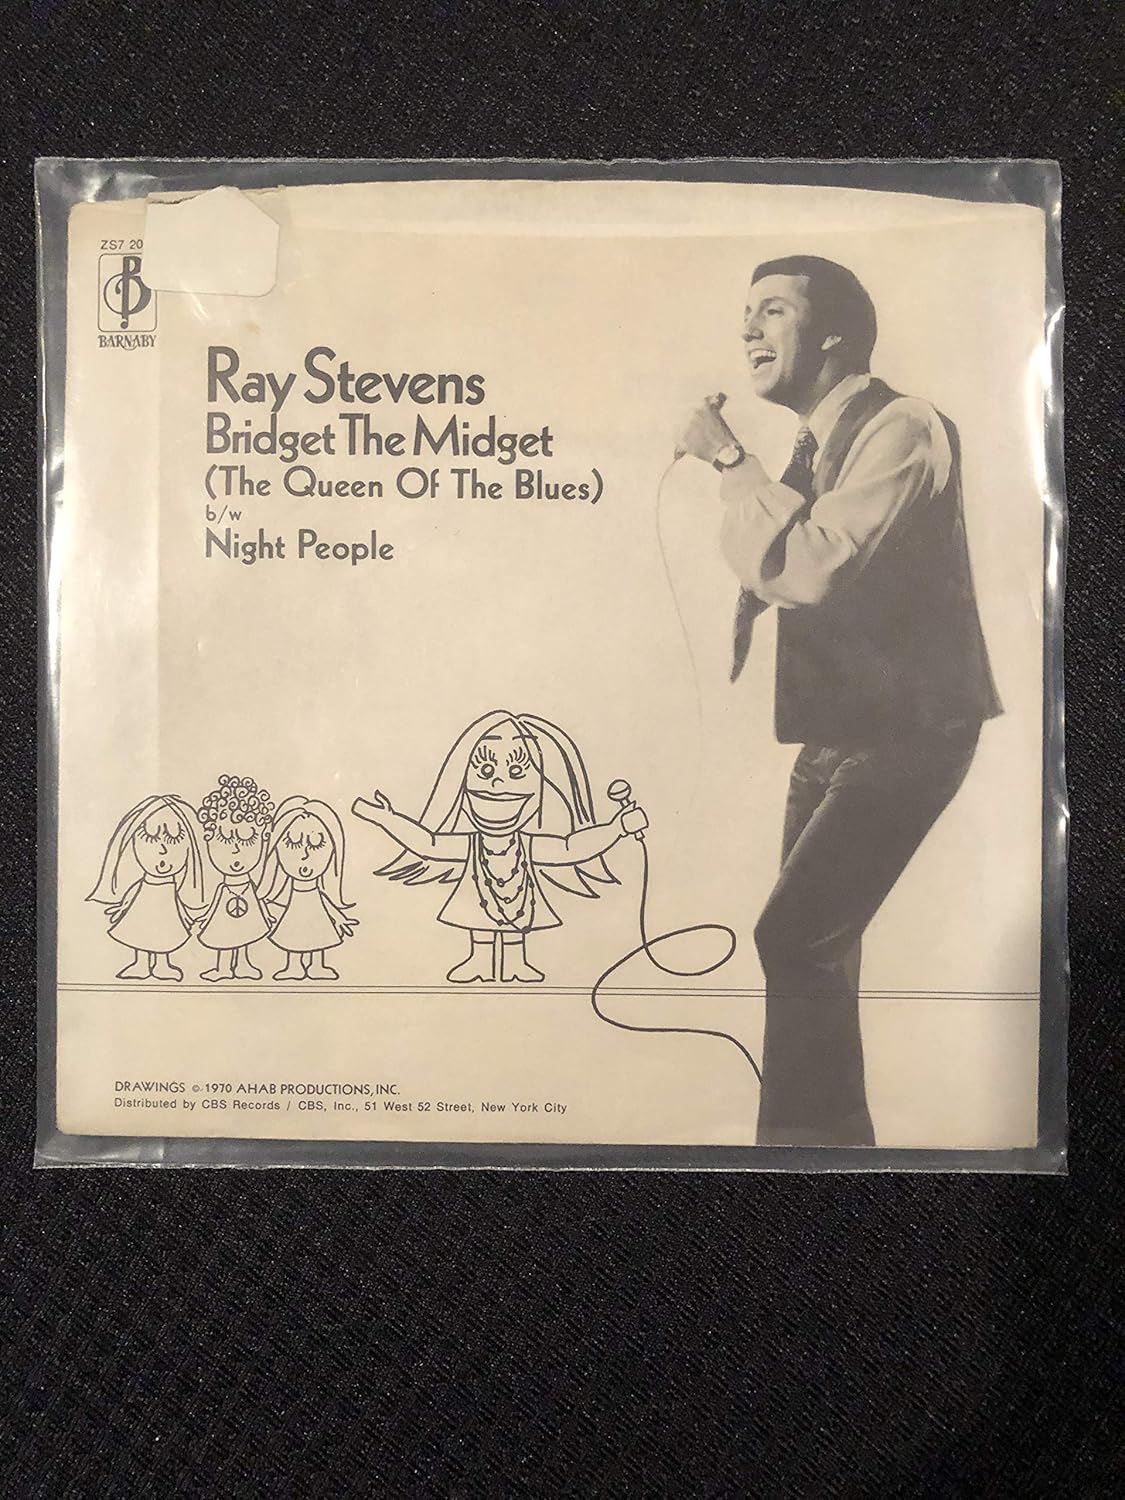 ZS7 20
B
BARNABY
Ray Stevens
Bridget The Midget
(The Queen Of The Blues)
b/w
Night People
DRAWINGS © 1970 AHAB PRODUCTIONS, INC.
Distributed by CBS Records / CBS, Inc., 51 West 52 Street, New York City